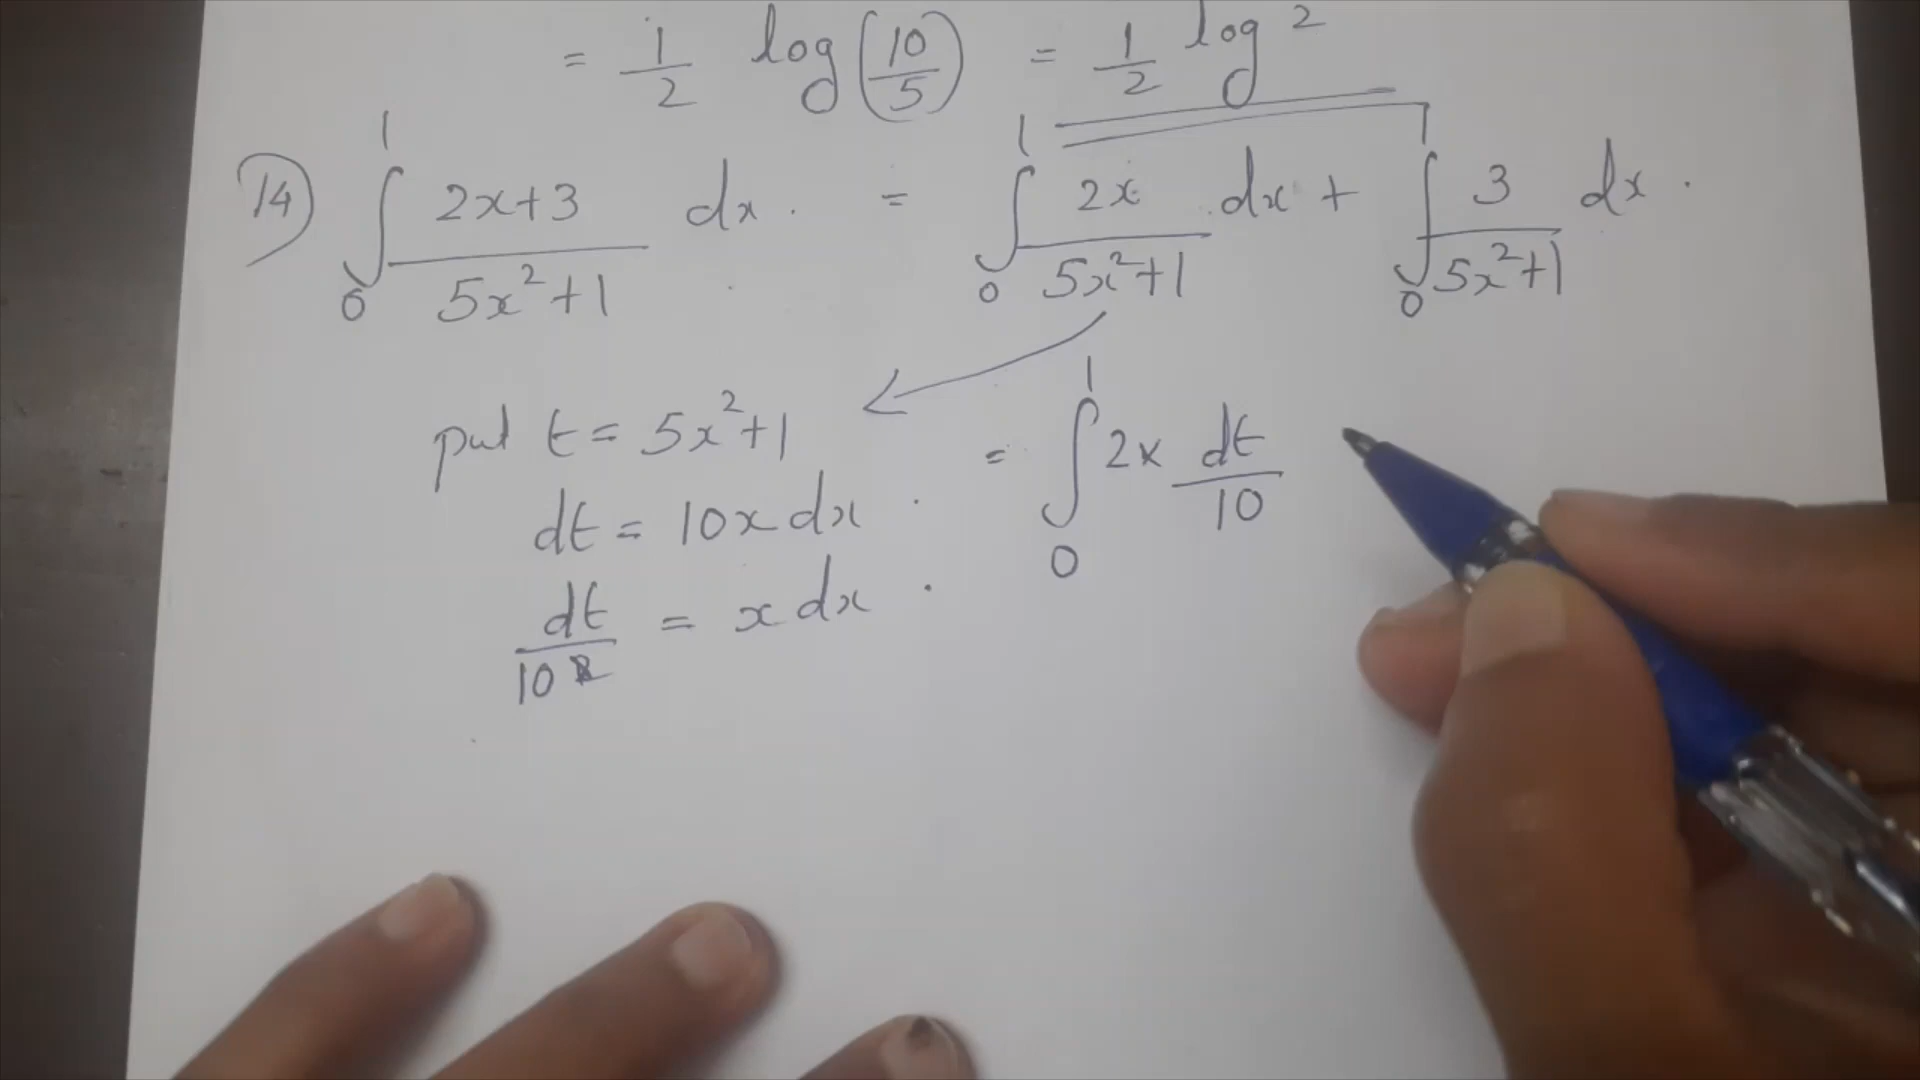 = 1/2 log(10/5) = 1/2 log 2
14) ∫₀¹ (2x+3)/(5x²+1) dx. = ∫₀¹ 2x/(5x²+1) dx + ∫₀¹ 3/(5x²+1) dx.
put t = 5x²+1 = ∫₀¹ 2× dt/10
dt = 10x dx
dt/10 = x dx